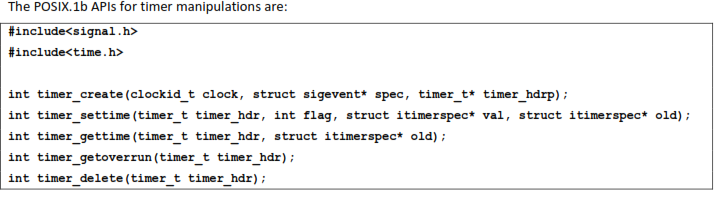 The POSIX.1b APIs for timer manipulations are:
#include<signal.h>
#include<time.h>
int timer_create(clockid_t clock, struct sigevent* spec, timer_t* timer_hdrp);
int timer_settime(timer_t timer_hdr, int flag, struct itimerspec* val, struct itimerspec* old);
int timer_gettime(timer_t timer_hdr, struct itimerspec* old);
int timer_getoverrun(timer_t timer_hdr);
int timer_delete(timer_t timer_hdr);